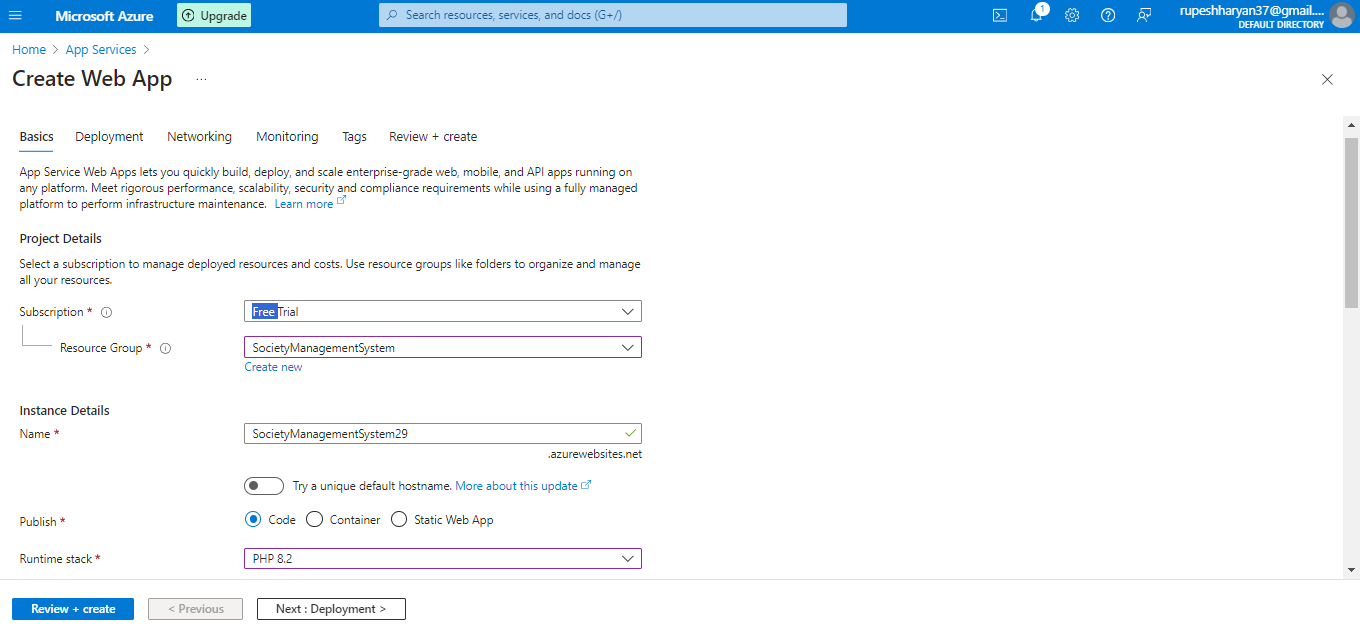 Microsoft Azure
Upgrade
Search resources, services, and docs (G+/)
1
rupeshharyan37@gmail....
DEFAULT DIRECTORY
Home > App Services >
Create Web App ...
Basics Deployment Networking Monitoring Tags Review + create
App Service Web Apps lets you quickly build, deploy, and scale enterprise-grade web, mobile, and API apps running on
any platform. Meet rigorous performance, scalability, security and compliance requirements while using a fully managed
platform to perform infrastructure maintenance. Learn more
Project Details
Select a subscription to manage deployed resources and costs. Use resource groups like folders to organize and manage
all your resources.
Subscription *
Free Trial
Resource Group *
SocietyManagementSystem
Create new
Instance Details
Name *
SocietyManagementSystem29
.azurewebsites.net
Try a unique default hostname. More about this update
Publish *
Code Container Static Web App
Runtime stack *
PHP 8.2
Review + create
< Previous
Next : Deployment >